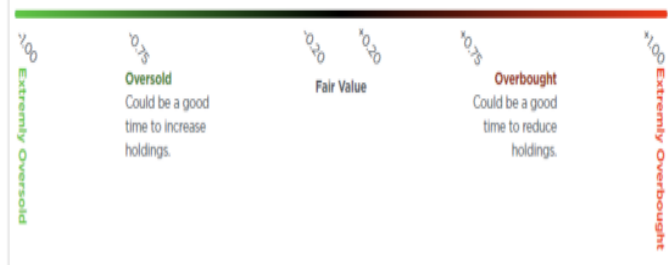 -1.00
-0.75
-0.20
+0.20
+0.75
+1.00
Extremly Oversold
Oversold
Could be a good
time to increase
holdings.
Fair Value
Overbought
Could be a good
time to reduce
holdings.
Extremly Overbought